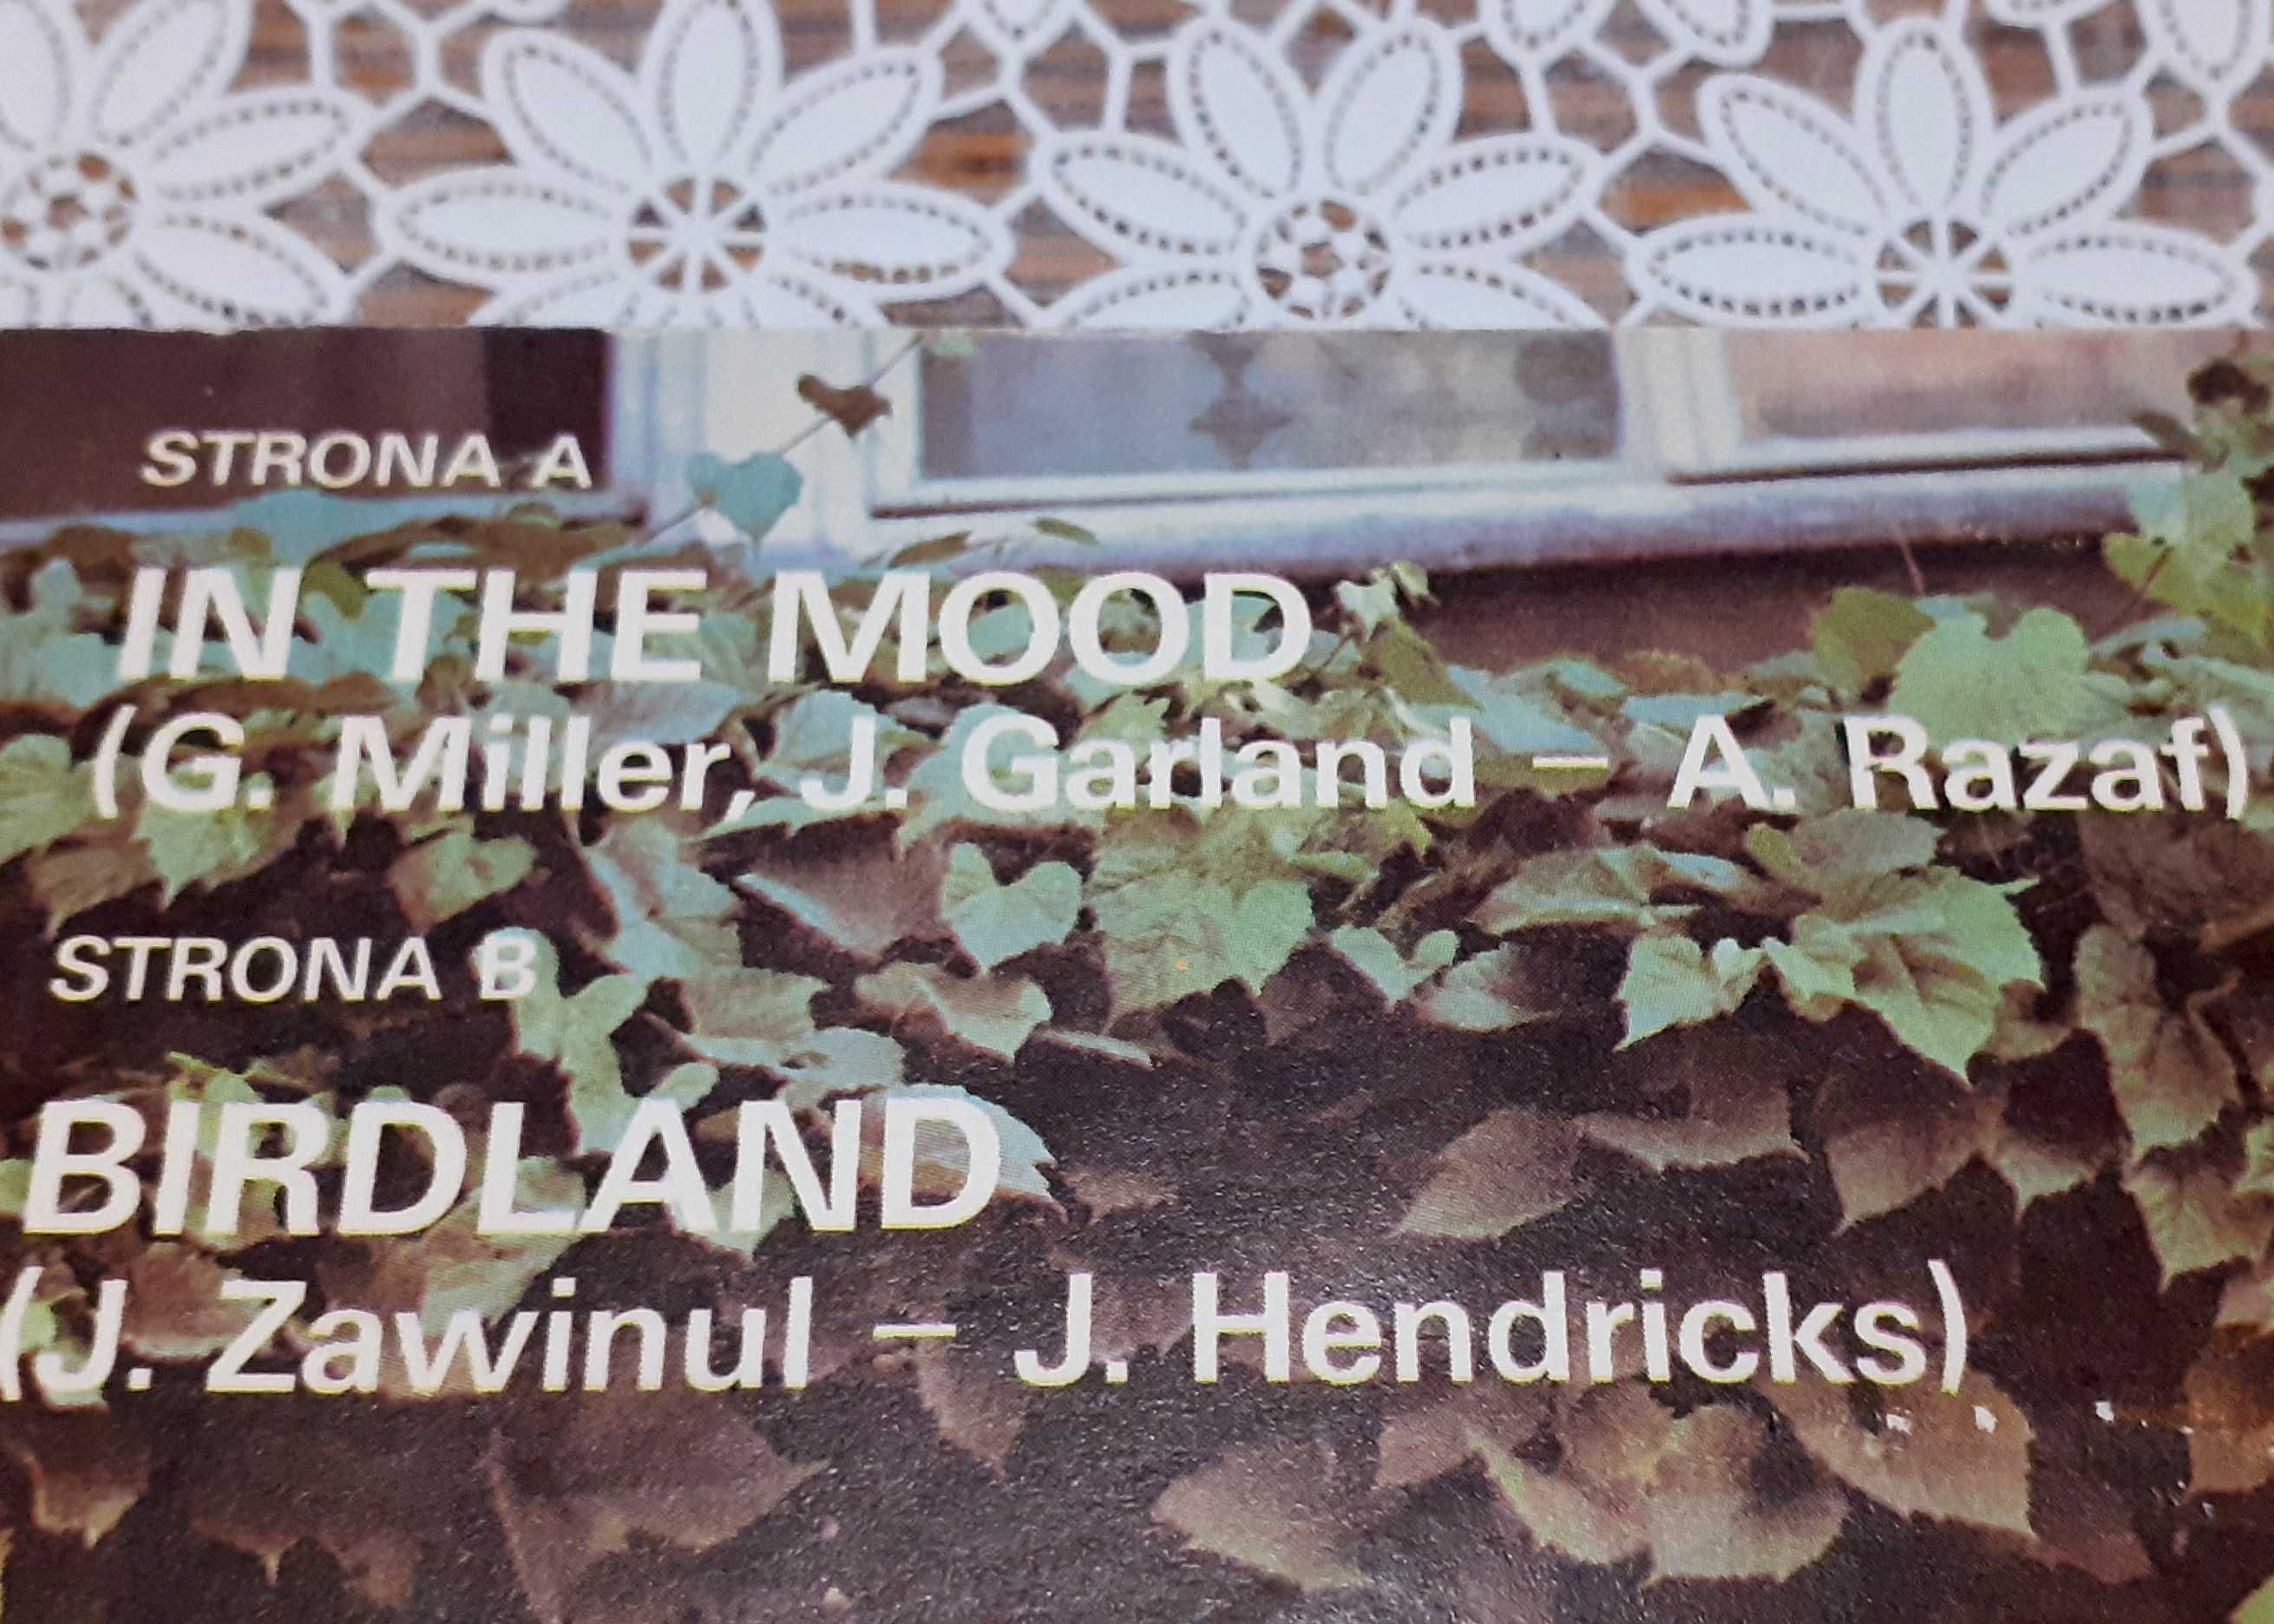 STRONA A
IN THE MOOD
(G. Miller, J. Garland – A. Razaf)
STRONA B
BIRDLAND
(J. Zawinul – J. Hendricks)